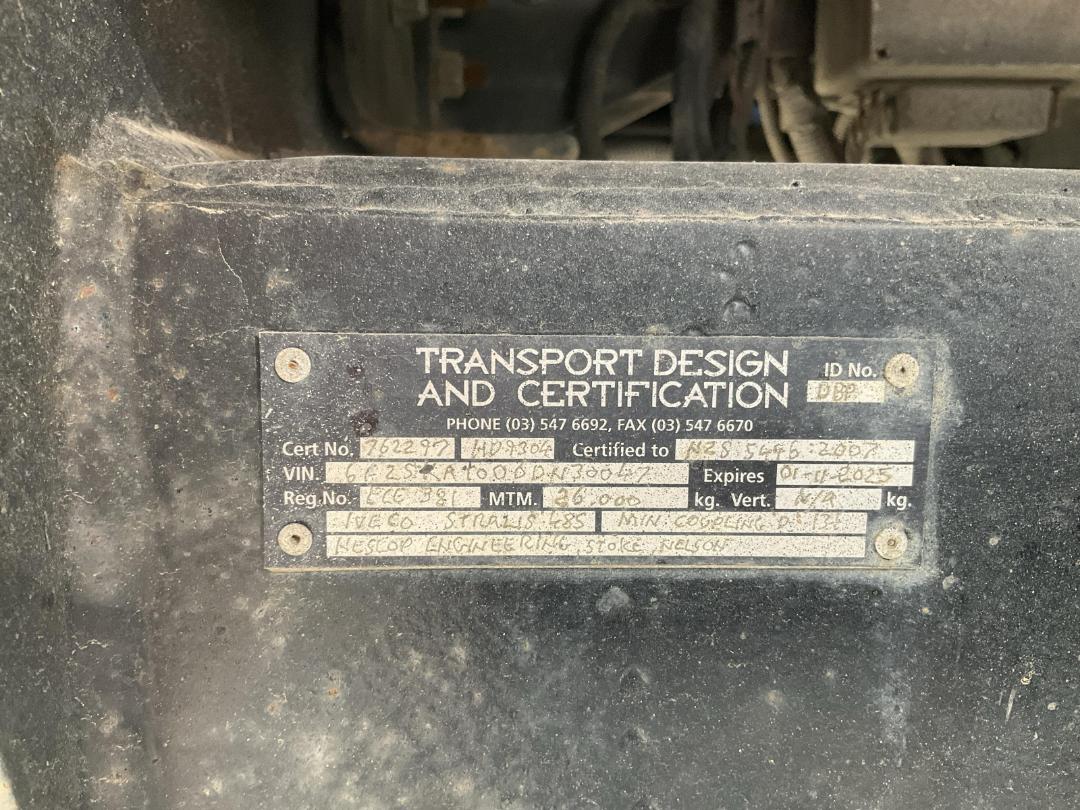 TRANSPORT DESIGN
AND CERTIFICATION
ID No. DBP
PHONE (03) 547 6692, FAX (03) 547 6670
Cert No. 762297 HD9304 Certified to NZS 5446:2007
VIN. Expires 01-11-2025
Reg No. MTM. 26 000 kg. Vert. N/A kg.
IVECO STRALIS 485 MIN COUPLING D
HESLOP ENGINEERING, STOKE, NELSON